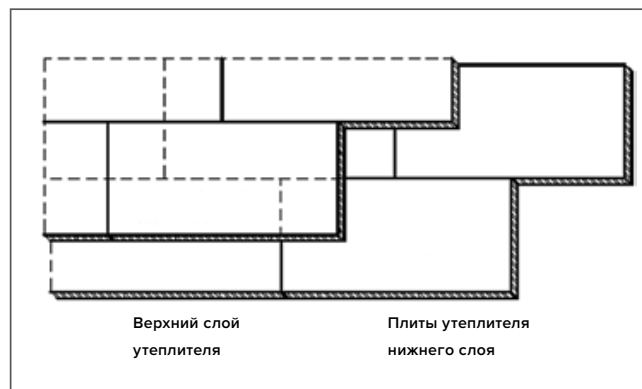 Верхний слой
утеплителя
Плиты утеплителя
нижнего слоя